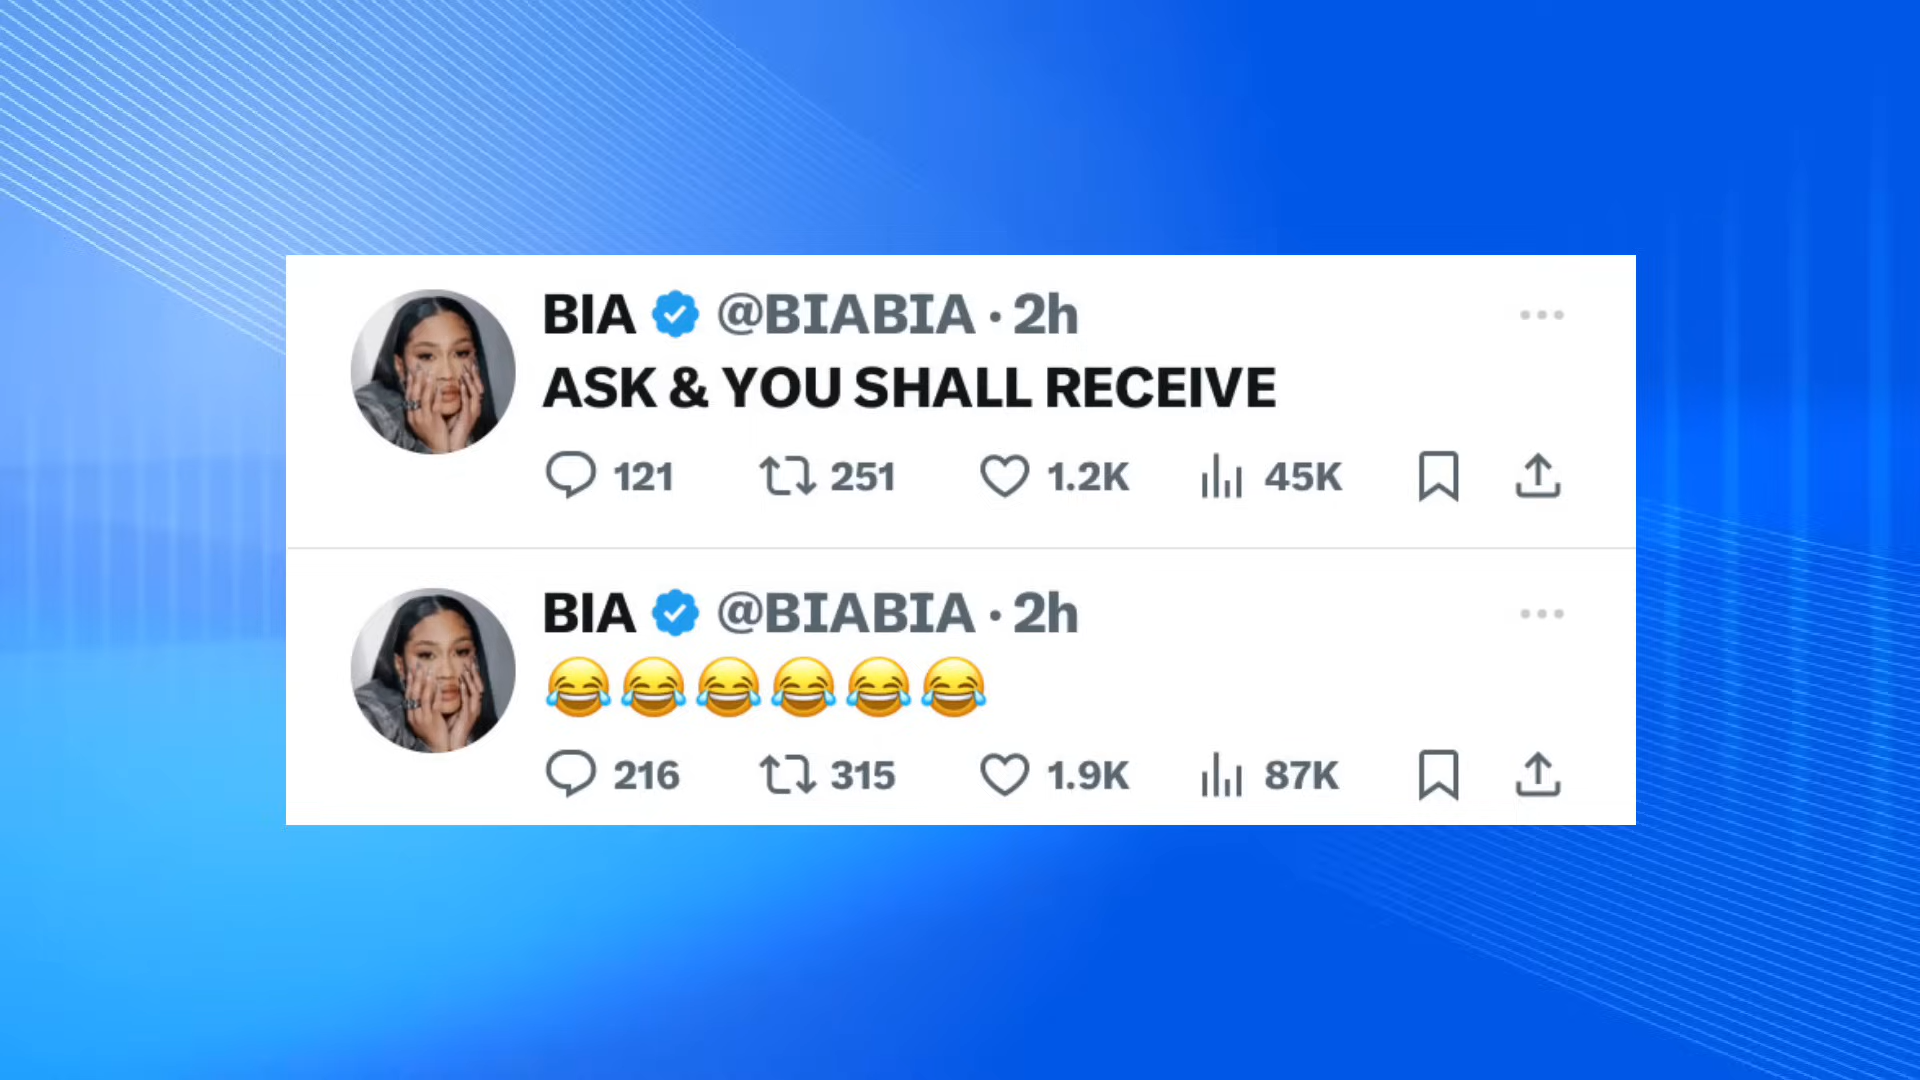 BIA @BIABIA · 2h
ASK & YOU SHALL RECEIVE
121 251 1.2K 45K
BIA @BIABIA · 2h
😂😂😂😂😂😂
216 315 1.9K 87K